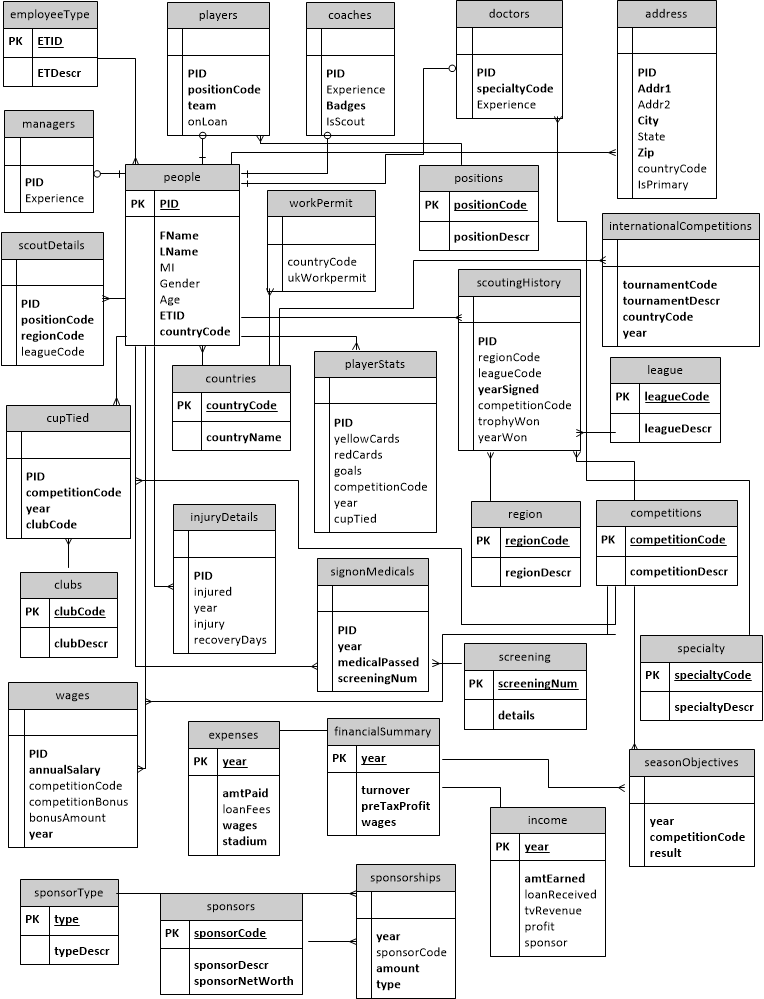 employeeType
PK ETID
ETDescr
players
PID
positionCode
team
onLoan
coaches
PID
Experience
Badges
IsScout
doctors
PID
specialtyCode
Experience
address
PID
Addr1
Addr2
City
State
Zip
countryCode
IsPrimary
managers
PID
Experience
people
PK PID
FName
LName
MI
Gender
Age
ETID
countryCode
workPermit
countryCode
ukWorkpermit
positions
PK positionCode
positionDescr
internationalCompetitions
tournamentCode
tournamentDescr
countryCode
year
scoutDetails
PID
positionCode
regionCode
leagueCode
scoutingHistory
PID
regionCode
leagueCode
yearSigned
competitionCode
trophyWon
yearWon
countries
PK countryCode
countryName
playerStats
PID
yellowCards
redCards
goals
competitionCode
year
cupTied
league
PK leagueCode
leagueDescr
cupTied
PID
competitionCode
year
clubCode
injuryDetails
PID
injured
year
injury
recoveryDays
region
PK regionCode
regionDescr
competitions
PK competitionCode
competitionDescr
clubs
PK clubCode
clubDescr
signonMedicals
PID
year
medicalPassed
screeningNum
screening
PK screeningNum
details
specialty
PK specialtyCode
specialtyDescr
wages
PID
annualSalary
competitionCode
competitionBonus
bonusAmount
year
expenses
PK year
amtPaid
loanFees
wages
stadium
financialSummary
PK year
turnover
preTaxProfit
wages
seasonObjectives
year
competitionCode
result
income
PK year
amtEarned
loanReceived
tvRevenue
profit
sponsor
sponsorType
PK type
typeDescr
sponsors
PK sponsorCode
sponsorDescr
sponsorNetWorth
sponsorships
year
sponsorCode
amount
type